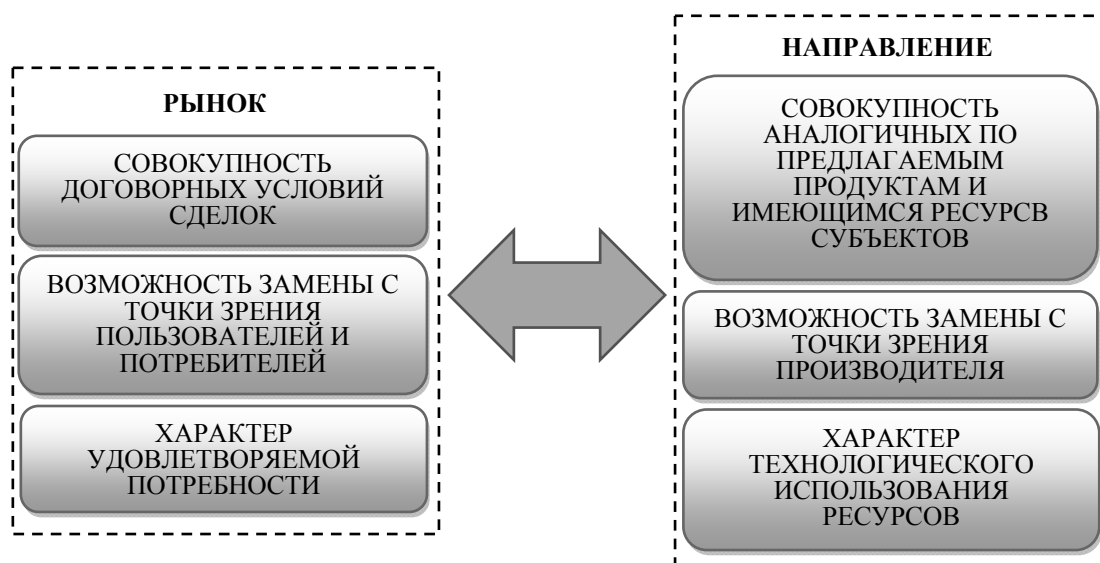 РЫНОК
СОВОКУПНОСТЬ
ДОГОВОРНЫХ УСЛОВИЙ
СДЕЛОК
ВОЗМОЖНОСТЬ ЗАМЕНЫ С
ТОЧКИ ЗРЕНИЯ
ПОЛЬЗОВАТЕЛЕЙ И
ПОТРЕБИТЕЛЕЙ
ХАРАКТЕР
УДОВЛЕТВОРЯЕМОЙ
ПОТРЕБНОСТИ
НАПРАВЛЕНИЕ
СОВОКУПНОСТЬ
АНАЛОГИЧНЫХ ПО
ПРЕДЛАГАЕМЫМ
ПРОДУКТАМ И
ИМЕЮЩИМСЯ РЕСУРСВ
СУБЪЕКТОВ
ВОЗМОЖНОСТЬ ЗАМЕНЫ С
ТОЧКИ ЗРЕНИЯ
ПРОИЗВОДИТЕЛЯ
ХАРАКТЕР
ТЕХНОЛОГИЧЕСКОГО
ИСПОЛЬЗОВАНИЯ
РЕСУРСОВ